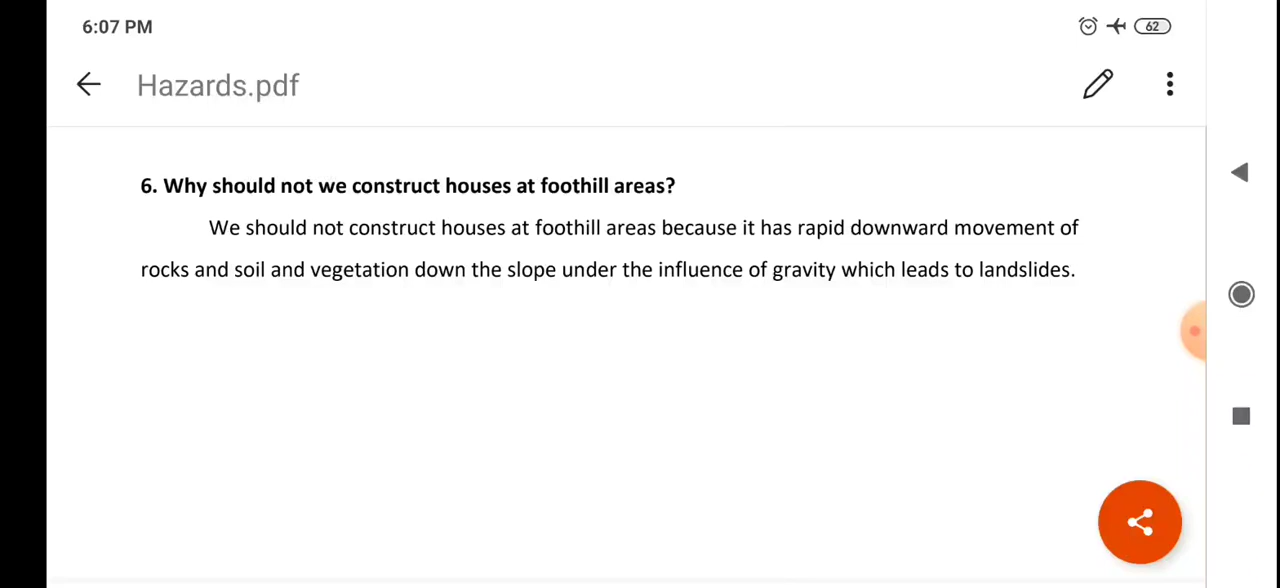 6:07 PM
62
Hazards.pdf
6. Why should not we construct houses at foothill areas?
We should not construct houses at foothill areas because it has rapid downward movement of
rocks and soil and vegetation down the slope under the influence of gravity which leads to landslides.